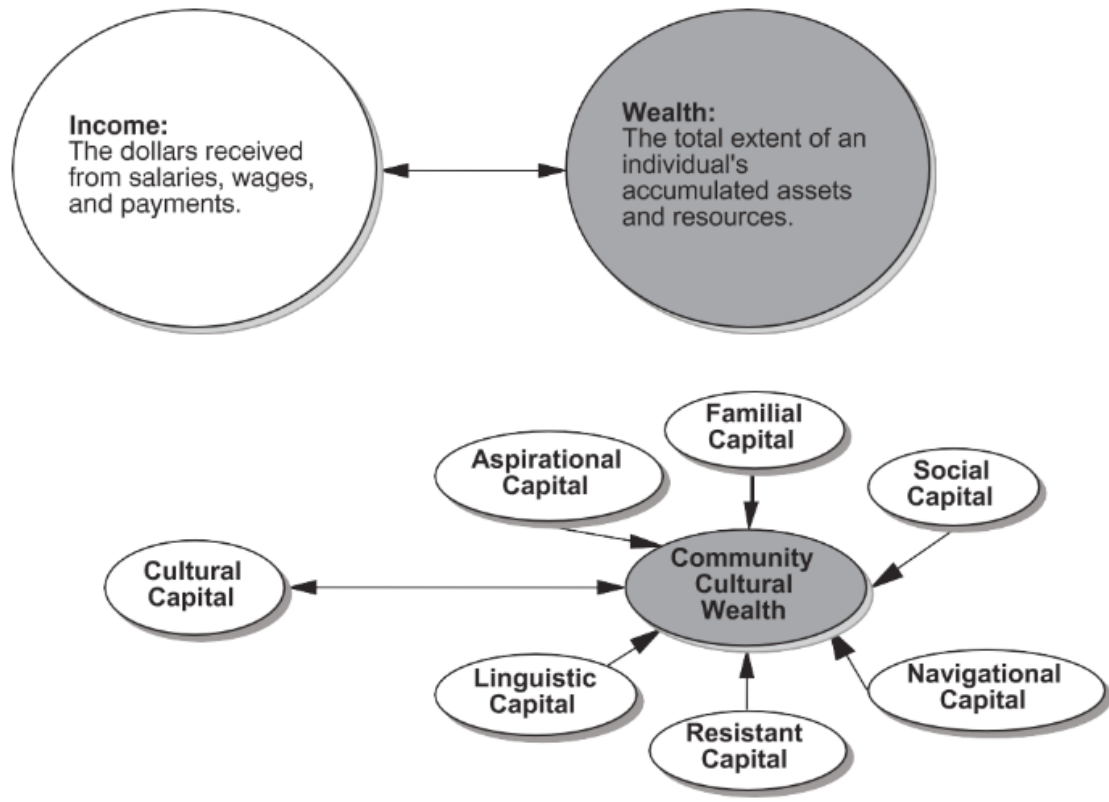 Income:
The dollars received
from salaries, wages,
and payments.
Wealth:
The total extent of an
individual's
accumulated assets
and resources.
Familial
Capital
Aspirational
Capital
Social
Capital
Cultural
Capital
Community
Cultural
Wealth
Linguistic
Capital
Navigational
Capital
Resistant
Capital